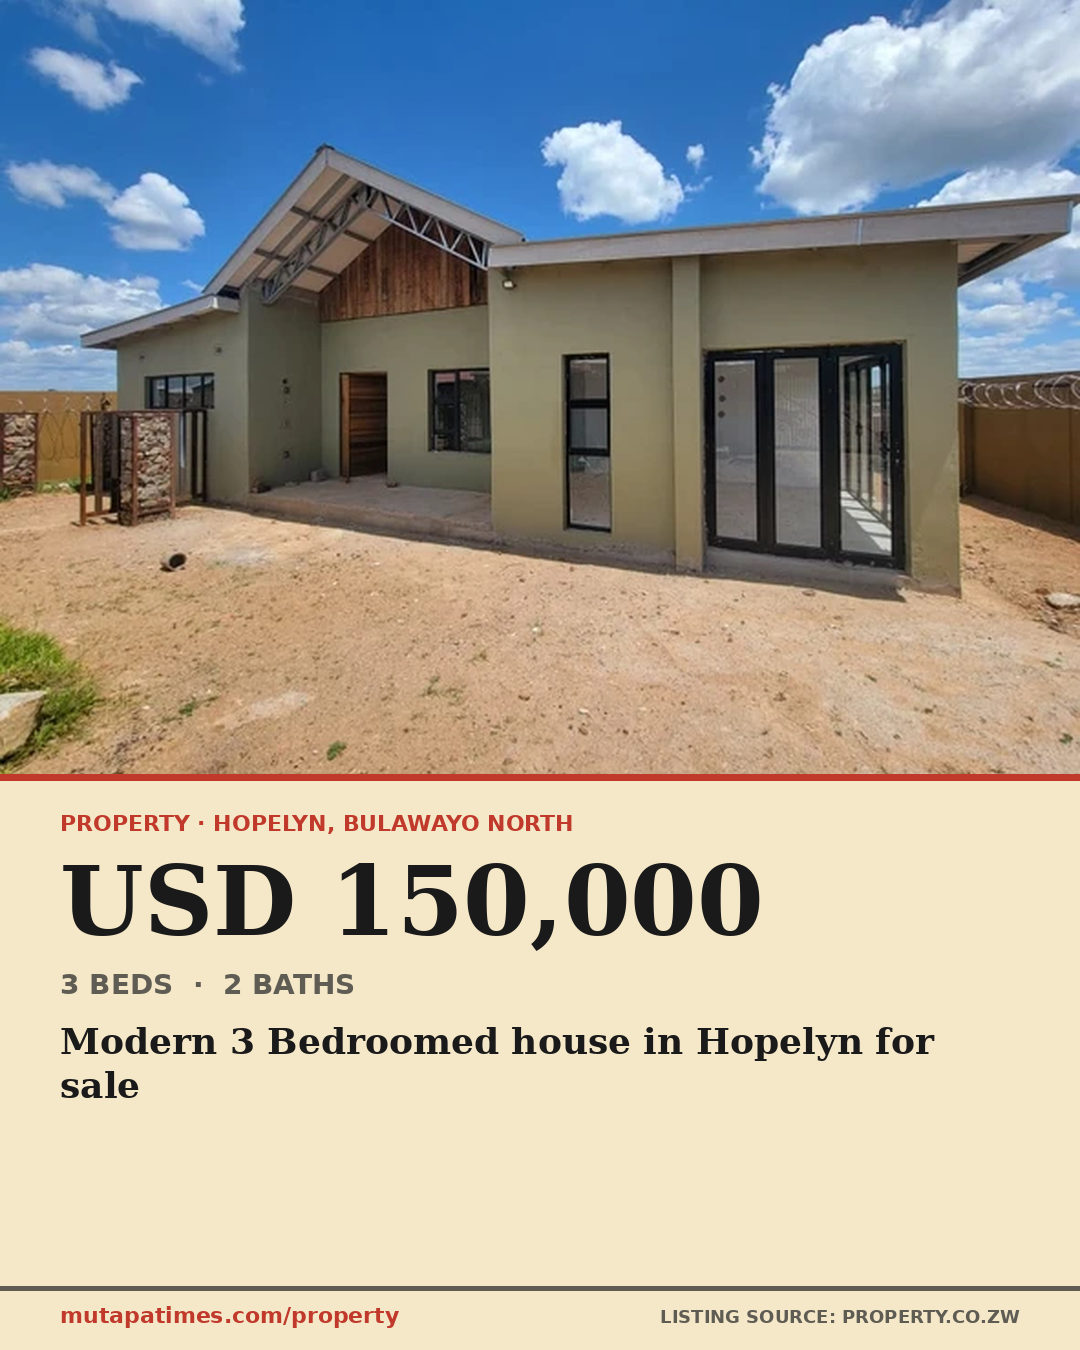 PROPERTY · HOPELYN, BULAWAYO NORTH
USD 150,000
3 BEDS · 2 BATHS
Modern 3 Bedroomed house in Hopelyn for
sale
mutapatimes.com/property
LISTING SOURCE: PROPERTY.CO.ZW